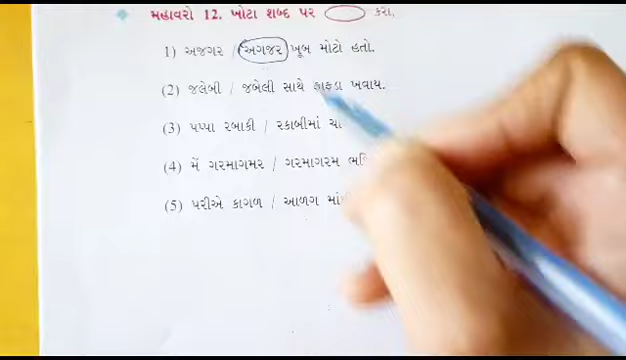 ❖ મહાવરો 12. ખોટા શબ્દ પર ◯ કરો.
1) અજગર / અગજર ખૂબ મોટો હતો.
(2) જલેબી / જબેલી સાથે ફાફડા ખવાય.
(3) પપ્પા રબાકી / રકાબીમાં ચા
(4) મેં ગરમાગમર / ગરમાગરમ
(5) પરીએ કાગળ / આળગ